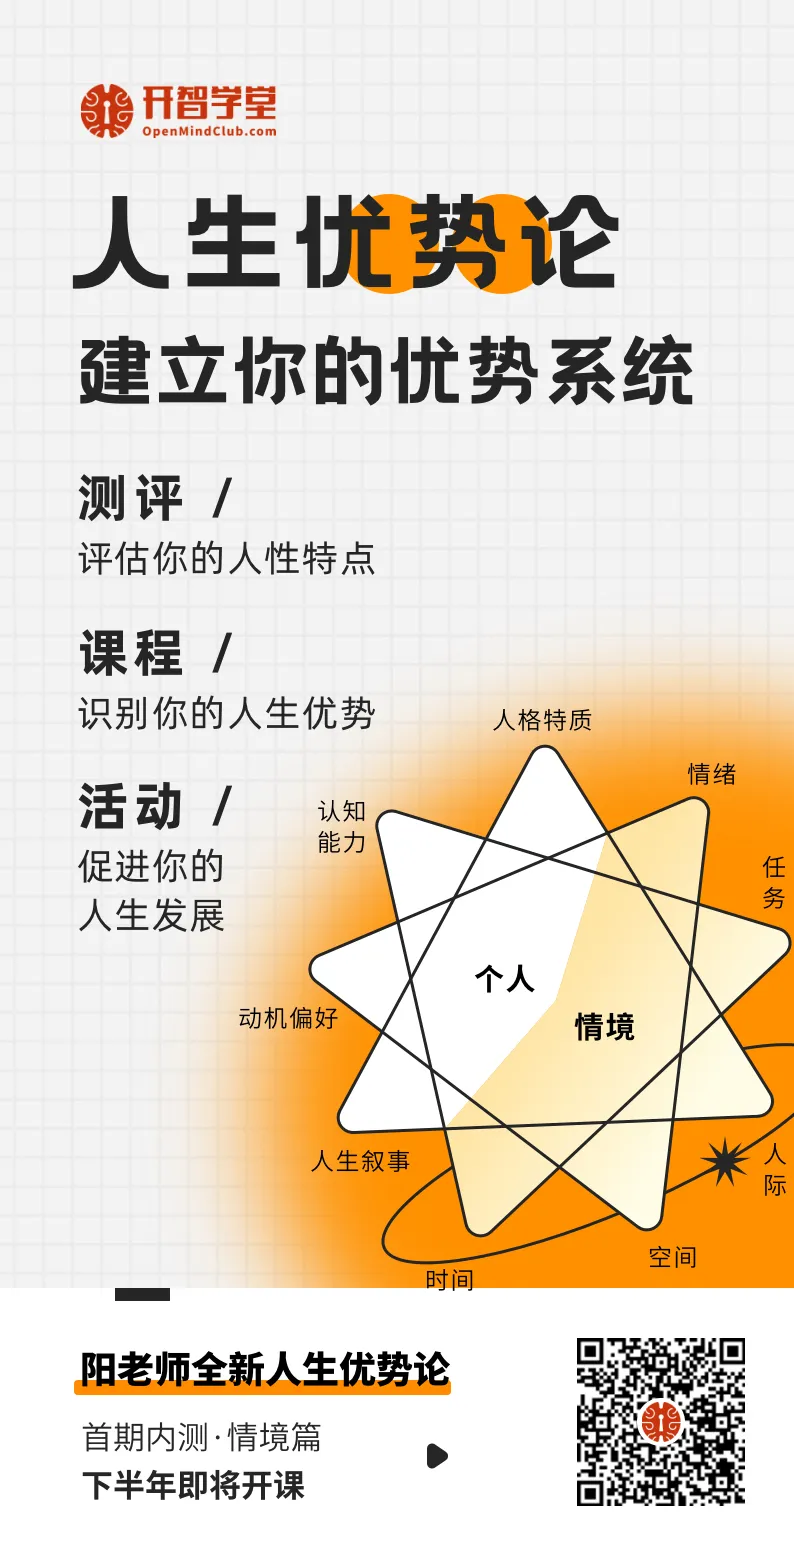 开智学堂
OpenMindClub.com
人生优势论
建立你的优势系统
测评 /
评估你的人性特点
课程 /
识别你的人生优势
活动 /
促进你的
人生发展
人格特质
情绪
认知
能力
任
务
个人
情境
动机偏好
人生叙事
人
际
空间
时间
阳老师全新人生优势论
首期内测·情境篇
下半年即将开课